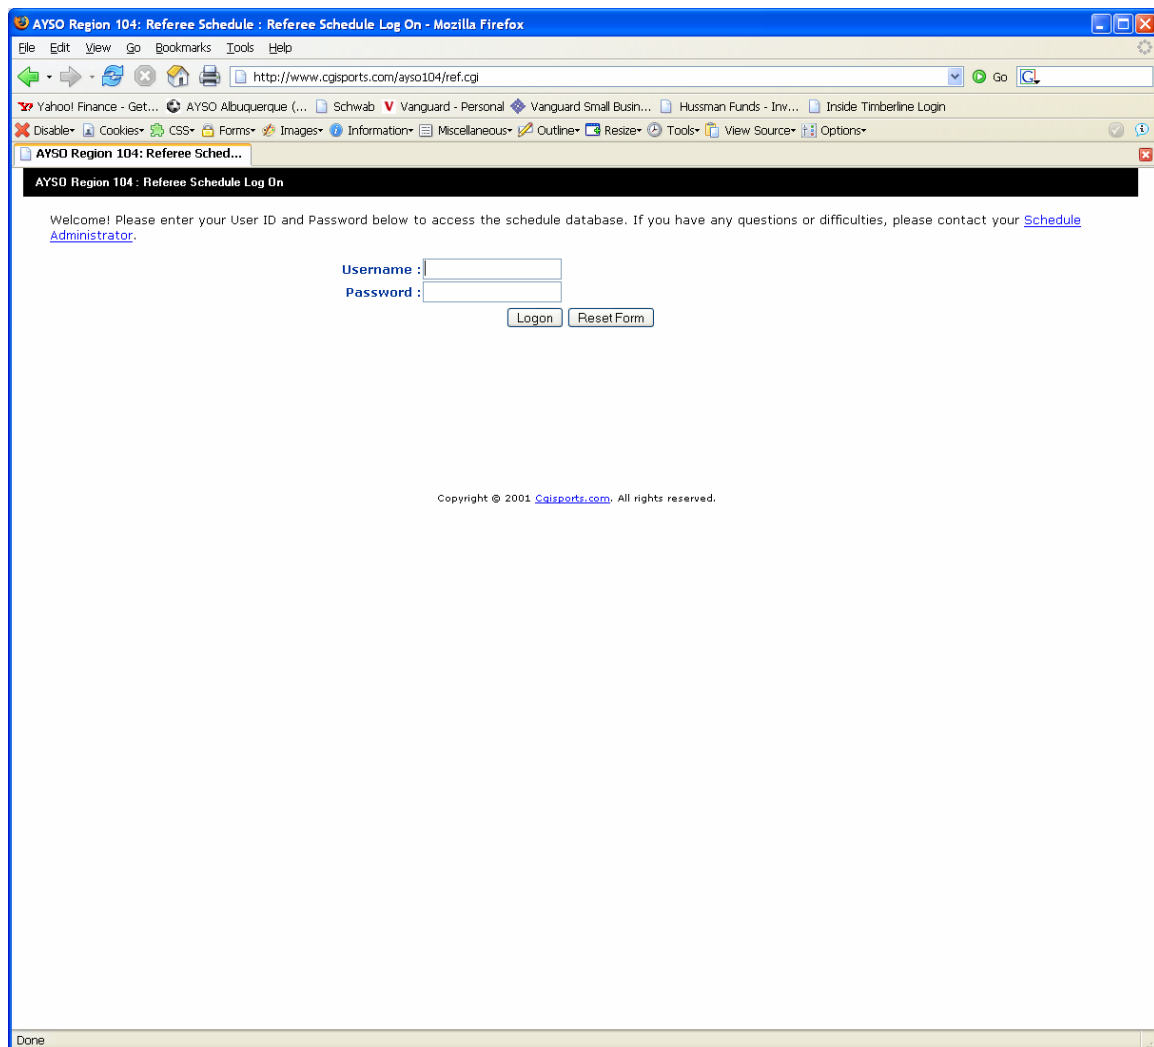 AYSO Region 104: Referee Schedule : Referee Schedule Log On - Mozilla Firefox
File Edit View Go Bookmarks Tools Help
http://www.cgisports.com/ayso104/ref.cgi Go G
Yahoo! Finance - Get... AYSO Albuquerque (... Schwab V Vanguard - Personal Vanguard Small Busin... Hussman Funds - Inv... Inside Timberline Login
Disable Cookies CSS Forms Images Information Miscellaneous Outline Resize Tools View Source Options
AYSO Region 104: Referee Sched...
AYSO Region 104 : Referee Schedule Log On
Welcome! Please enter your User ID and Password below to access the schedule database. If you have any questions or difficulties, please contact your Schedule
Administrator.
Username :
Password :
Logon Reset Form
Copyright © 2001 Cgisports.com. All rights reserved.
Done